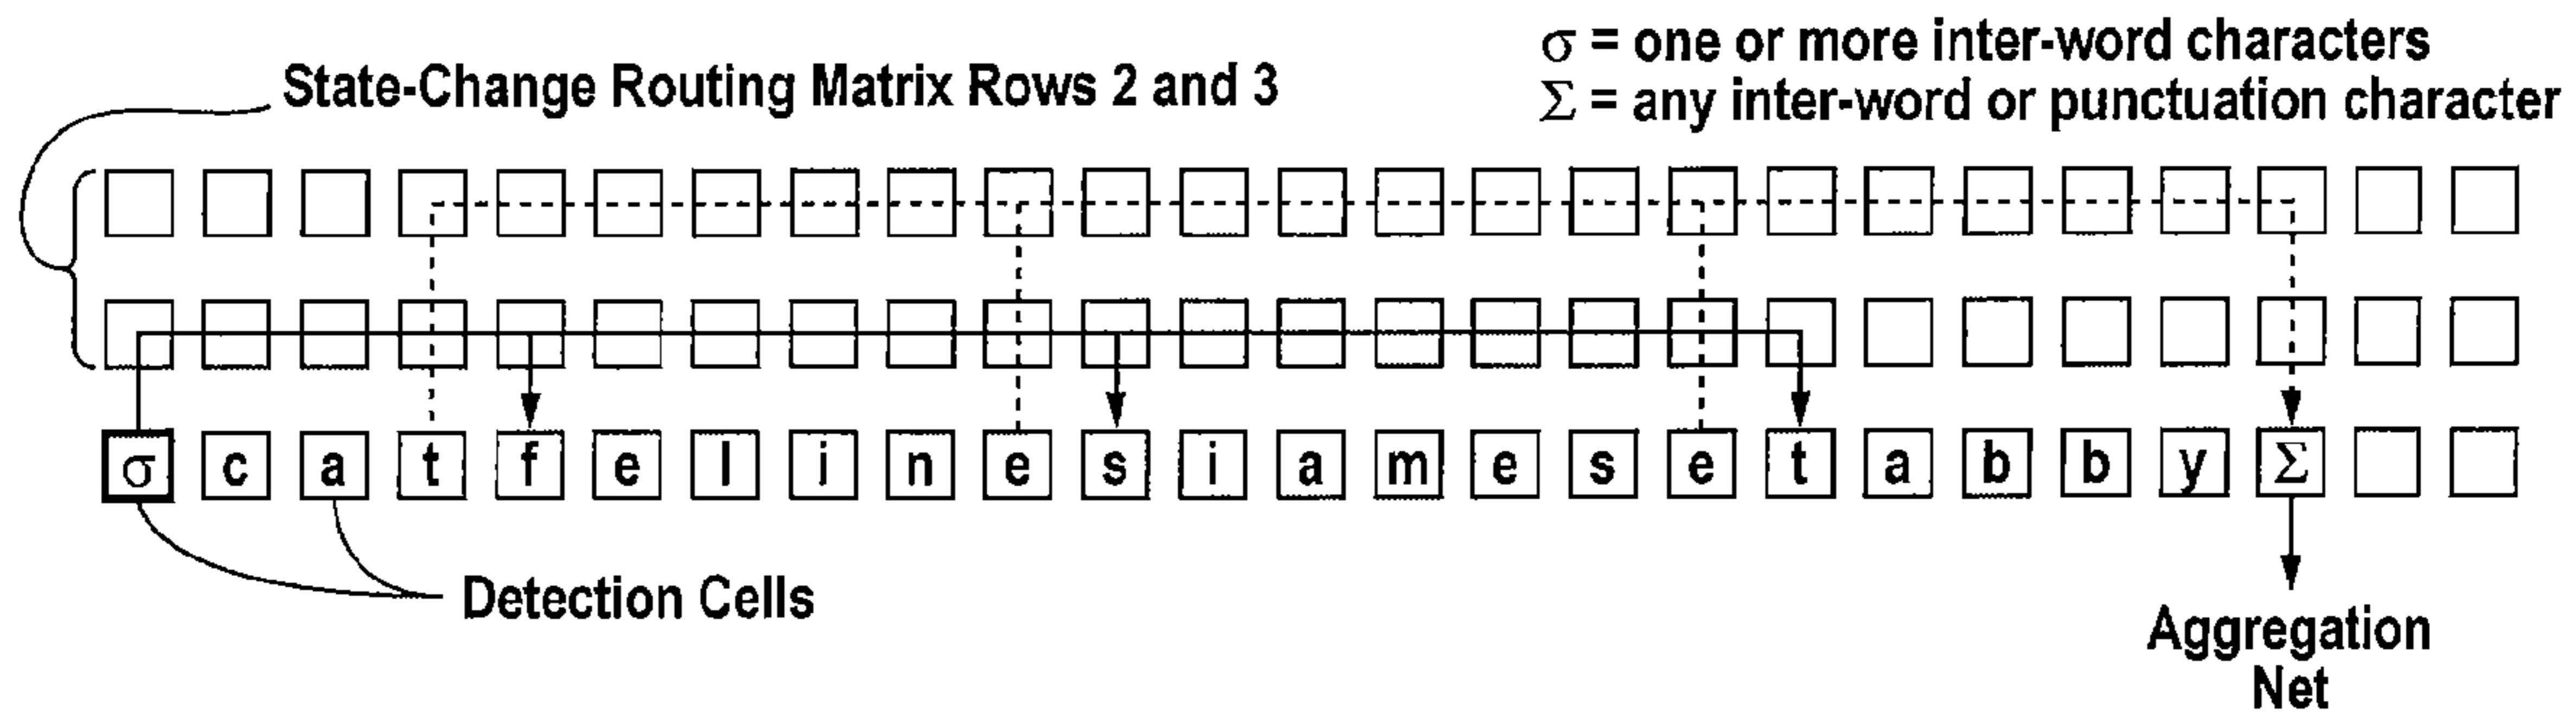 σ = one or more inter-word characters
State-Change Routing Matrix Rows 2 and 3
Σ = any inter-word or punctuation character
σ c a t f e l i n e s i a m e s e t a b b y Σ
Detection Cells
Aggregation
Net